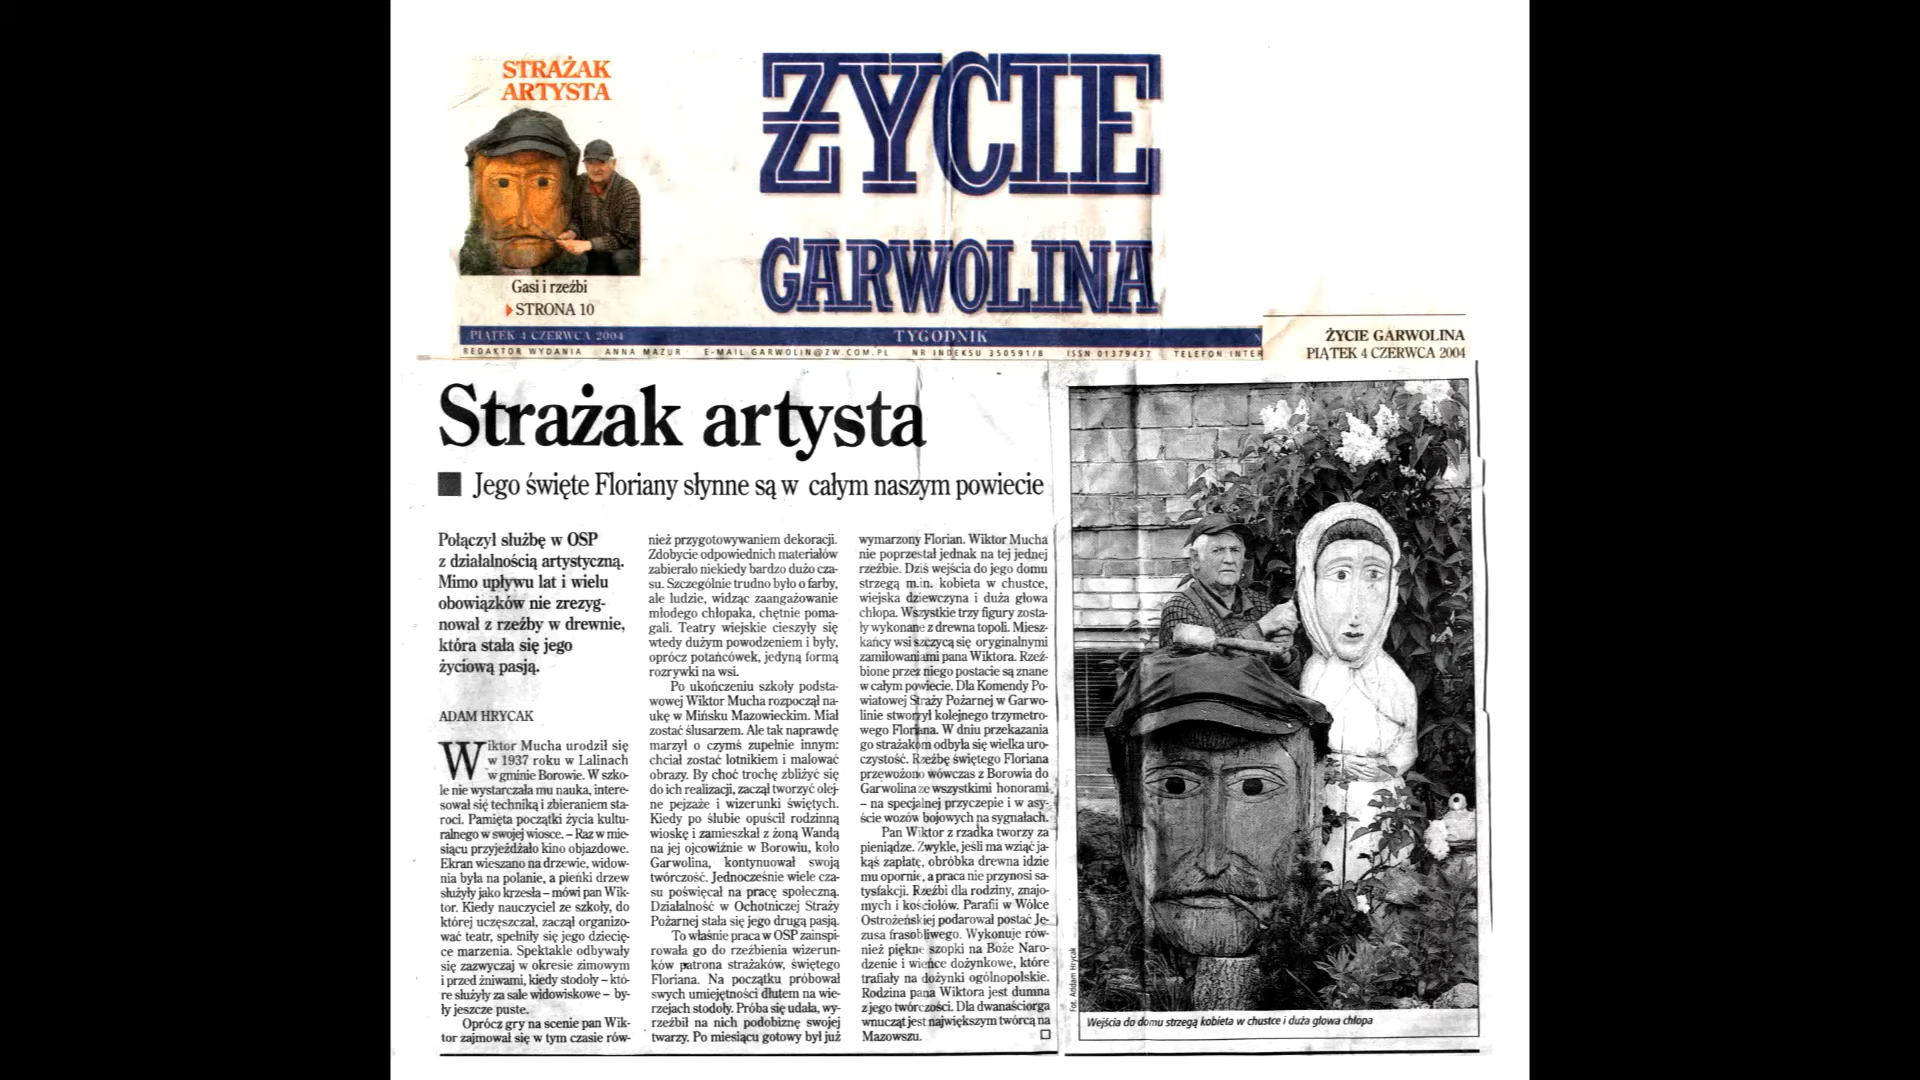 STRAŻAK
ARTYSTA
Gasi i rzeźbi
STRONA 10
ŻYCIE
GARWOLINA
PIĄTEK 4 CZERWCA 2004 TYGODNIK
REDAKTOR WYDANIA ANNA MAZUR E-MAIL GARWOLIN@ZW.COM.PL NR INDEKSU 350591/8 ISSN 01379437 TELEFON INTER
ŻYCIE GARWOLINA
PIĄTEK 4 CZERWCA 2004
Strażak artysta
Jego święte Floriany słynne są w całym naszym powiecie
Połączył służbę w OSP
z działalnością artystyczną.
Mimo upływu lat i wielu
obowiązków nie zrezyg-
nował z rzeźby w drewnie,
która stała się jego
życiową pasją.
ADAM HRYCAK
Wiktor Mucha urodził się
w 1937 roku w Lalinach
w gminie Borowie. W szko-
le nie wystarczała mu nauka, intere-
sował się techniką i zbieraniem sta-
roci. Pamięta początki życia kultu-
ralnego w swojej wiosce. – Raz w mie-
siącu przyjeżdżało kino objazdowe.
Ekran wieszano na drzewie, widow-
nia była na polanie, a pieńki drzew
służyły jako krzesła – mówi pan Wik-
tor. Kiedy nauczyciel ze szkoły, do
której uczęszczał, zaczął organizo-
wać teatr, spełniły się jego dziecię-
ce marzenia. Spektakle odbywały
się zazwyczaj w okresie zimowym
i przed żniwami, kiedy stodoły – któ-
re służyły za sale widowiskowe – by-
ły jeszcze puste.
Oprócz gry na scenie pan Wik-
tor zajmował się w tym czasie rów-
nież przygotowywaniem dekoracji.
Zdobycie odpowiednich materiałów
zabierało niekiedy bardzo dużo cza-
su. Szczególnie trudno było o farby,
ale ludzie, widząc zaangażowanie
młodego chłopaka, chętnie poma-
gali. Teatry wiejskie cieszyły się
wtedy dużym powodzeniem i były,
oprócz potańcówek, jedyną formą
rozrywki na wsi.
Po ukończeniu szkoły podsta-
wowej Wiktor Mucha rozpoczął na-
ukę w Mińsku Mazowieckim. Miał
zostać ślusarzem. Ale tak naprawdę
marzył o czymś zupełnie innym:
chciał zostać lotnikiem i malować
obrazy. By choć trochę zbliżyć się
do ich realizacji, zaczął tworzyć olej-
ne pejzaże i wizerunki świętych.
Kiedy po ślubie opuścił rodzinną
wioskę i zamieszkał z żoną Wandą
na jej ojcowiźnie w Borowiu, koło
Garwolina, kontynuował swoją
twórczość. Jednocześnie wiele cza-
su poświęcał na pracę społeczną.
Działalność w Ochotniczej Straży
Pożarnej stała się jego drugą pasją.
To właśnie praca w OSP zainspi-
rowała go do rzeźbienia wizerun-
ków patrona strażaków, świętego
Floriana. Na początku próbował
swych umiejętności dłutem na wie-
rzejach stodoły. Próba się udała, wy-
rzeźbił na nich podobiznę swojej
twarzy. Po miesiącu gotowy był już
wymarzony Florian. Wiktor Mucha
nie poprzestał jednak na tej jednej
rzeźbie. Dziś wejścia do jego domu
strzegą m.in. kobieta w chustce,
wiejska dziewczyna i duża głowa
chłopa. Wszystkie trzy figury zosta-
ły wykonane z drewna topoli. Miesz-
kańcy wsi szczycą się oryginalnymi
zamiłowaniami pana Wiktora. Rzeź-
bione przez niego postacie są znane
w całym powiecie. Dla Komendy Po-
wiatowej Straży Pożarnej w Garwo-
linie stworzył kolejnego trzymetro-
wego Floriana. W dniu przekazania
go strażakom odbyła się wielka uro-
czystość. Rzeźbę świętego Floriana
przewożono wówczas z Borowia do
Garwolina ze wszystkimi honorami
– na specjalnej przyczepie i w asy-
ście wozów bojowych na sygnałach.
Pan Wiktor z rzadka tworzy za
pieniądze. Zwykle, jeśli ma wziąć ja-
kąś zapłatę, obróbka drewna idzie
mu opornie, a praca nie przynosi sa-
tysfakcji. Rzeźbi dla rodziny, znajo-
mych i kościołów. Parafii w Wólce
Ostrożeńskiej podarował postać Je-
zusa frasobliwego. Wykonuje rów-
nież piękne szopki na Boże Naro-
dzenie i wieńce dożynkowe, które
trafiały na dożynki ogólnopolskie.
Rodzina pana Wiktora jest dumna
z jego twórczości. Dla dwanaściorga
wnucząt jest największym twórcą na
Mazowszu.
Fot. Addam Hrycak
Wejścia do domu strzegą kobieta w chustce i duża głowa chłopa